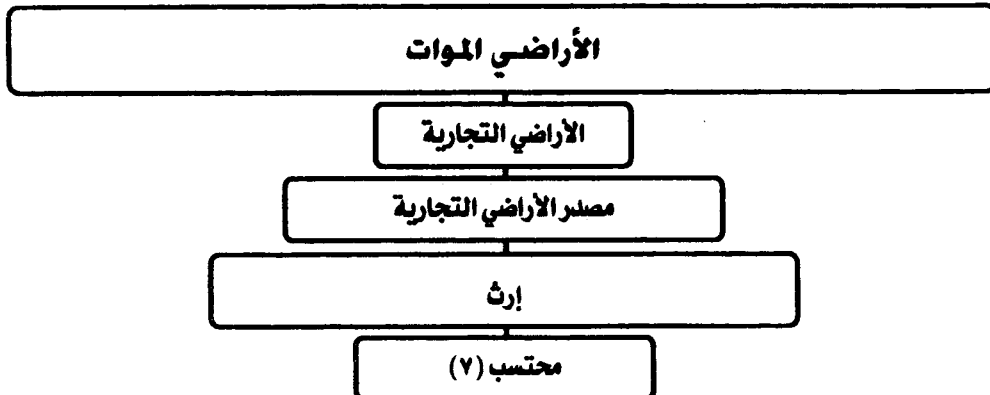 الأراضي الموات
الأراضي التجارية
مصدر الأراضي التجارية
إرث
محتسب (٧)